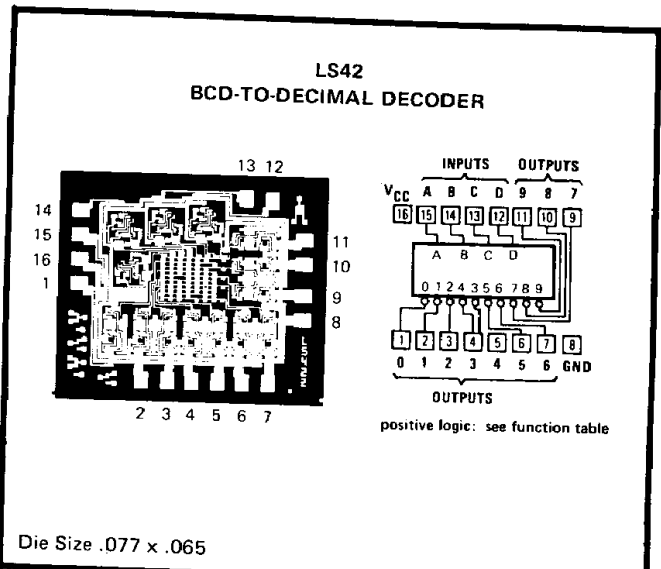 LS42
BCD-TO-DECIMAL DECODER
13 12
14
15
16
1
11
10
9
8
2 3 4 5 6 7
INPUTS OUTPUTS
VCC A B C D 9 8 7
16 15 14 13 12 11 10 9
A B C D
0 1 2 4 3 5 6 7 8 9
1 2 3 4 5 6 7 8
0 1 2 3 4 5 6 GND
OUTPUTS
positive logic: see function table
Die Size .077 x .065